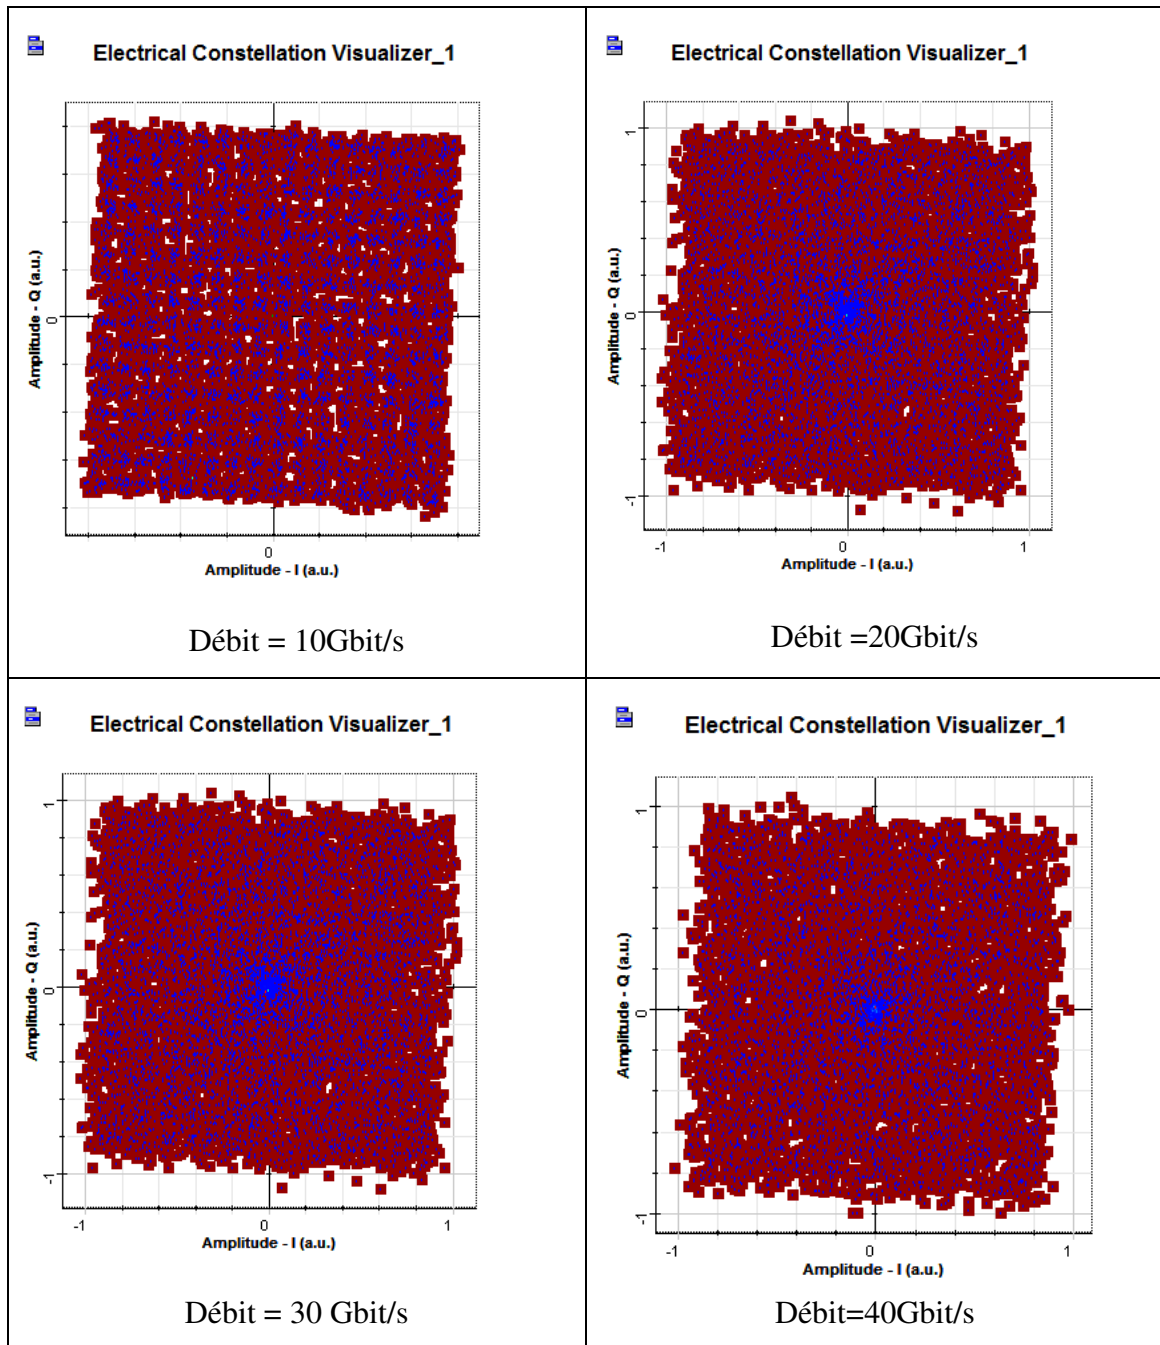 Electrical Constellation Visualizer_1
Amplitude - Q (a.u.)
0
0
Amplitude - I (a.u.)
Débit = 10Gbit/s
Electrical Constellation Visualizer_1
1
Amplitude - Q (a.u.)
0
-1
-1 0 1
Amplitude - I (a.u.)
Débit =20Gbit/s
Electrical Constellation Visualizer_1
1
Amplitude - Q (a.u.)
0
-1
-1 0 1
Amplitude - I (a.u.)
Débit = 30 Gbit/s
Electrical Constellation Visualizer_1
1
Amplitude - Q (a.u.)
0
-1
-1 0 1
Amplitude - I (a.u.)
Débit=40Gbit/s